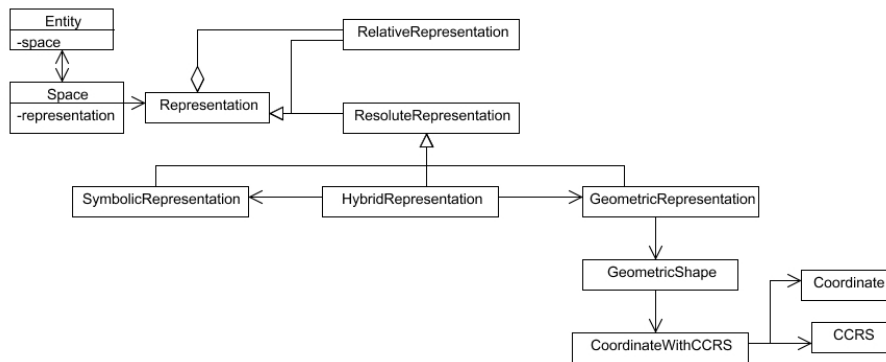 Entity
-space
RelativeRepresentation
Space
-representation
Representation
ResoluteRepresentation
SymbolicRepresentation
HybridRepresentation
GeometricRepresentation
GeometricShape
Coordinate
CoordinateWithCCRS
CCRS